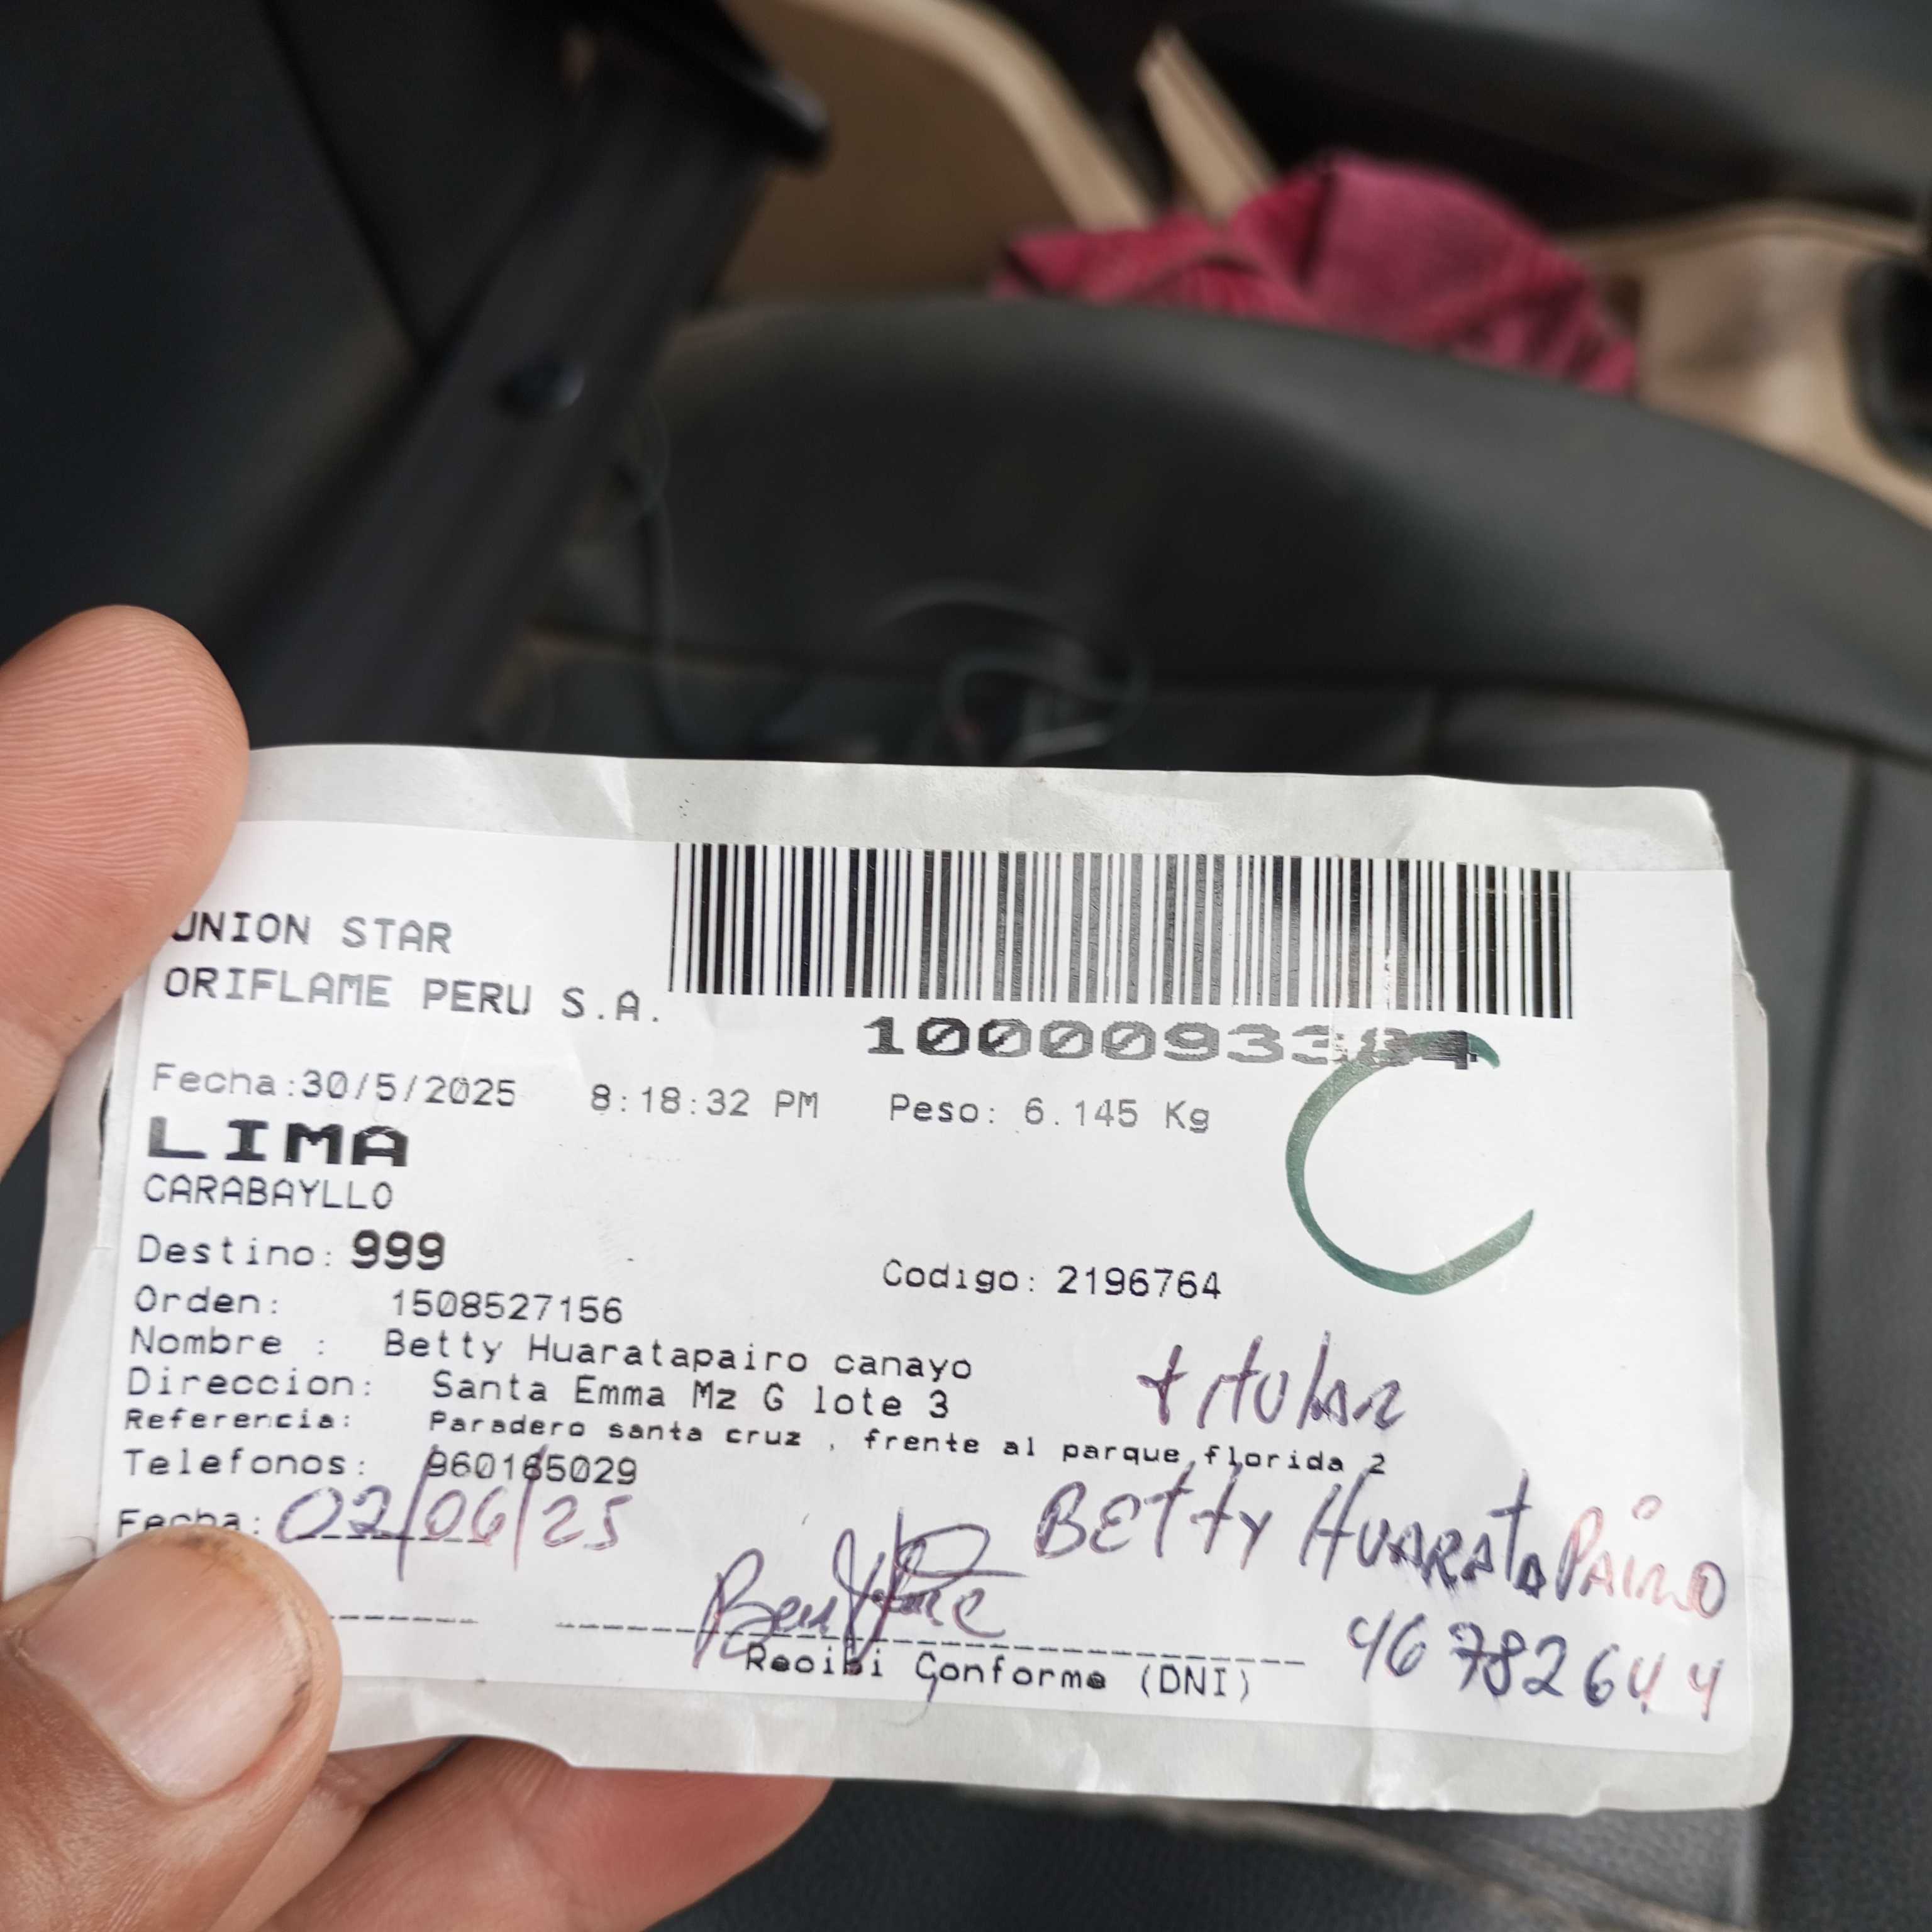 UNION STAR
ORIFLAME PERU S.A.
1000093384
Fecha:30/5/2025 8:18:32 PM Peso: 6.145 Kg
C
LIMA
CARABAYLLO
Destino: 999
Codigo: 2196764
Orden: 1508527156
Nombre : Betty Huaratapairo canayo
Direccion: Santa Emma Mz G lote 3
titular
Referencia: Paradero santa cruz , frente al parque florida 2
Telefonos: 960165029
Fecha: 02/06/25
BEtty HUARAtAPAiRO
46782644
Recibi Conforme (DNI)